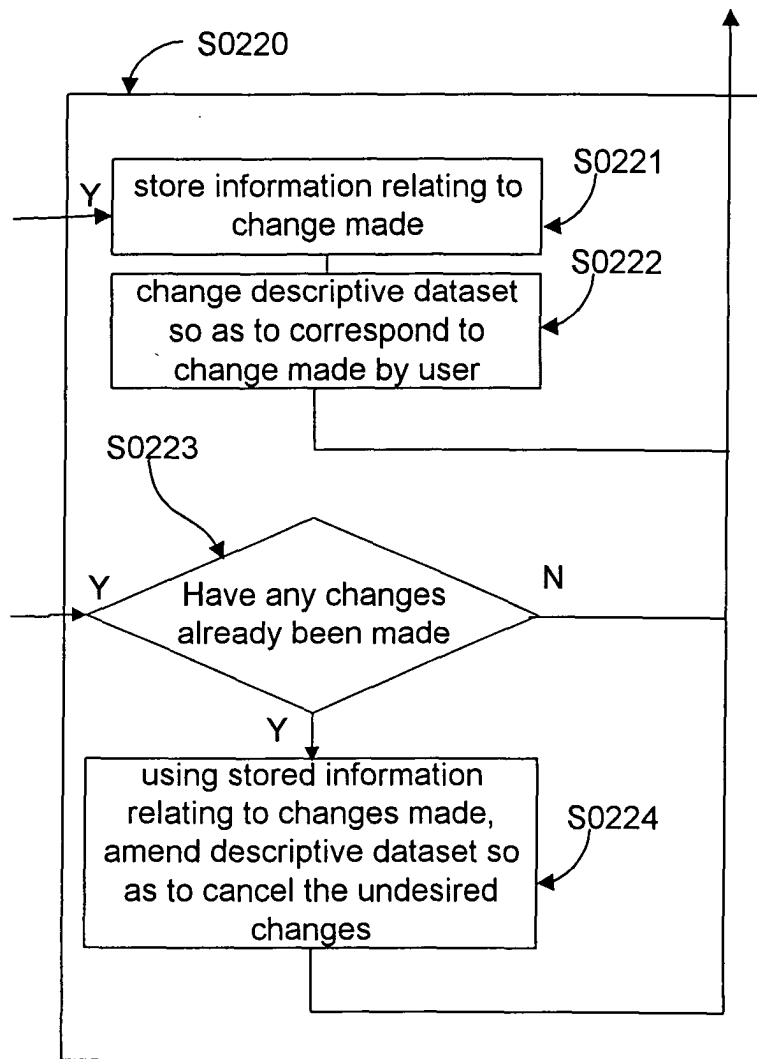 S0220
S0221
Y
store information relating to
change made
S0222
change descriptive dataset
so as to correspond to
change made by user
S0223
Y
Have any changes
already been made
N
Y
using stored information
relating to changes made,
amend descriptive dataset so
as to cancel the undesired
changes
S0224